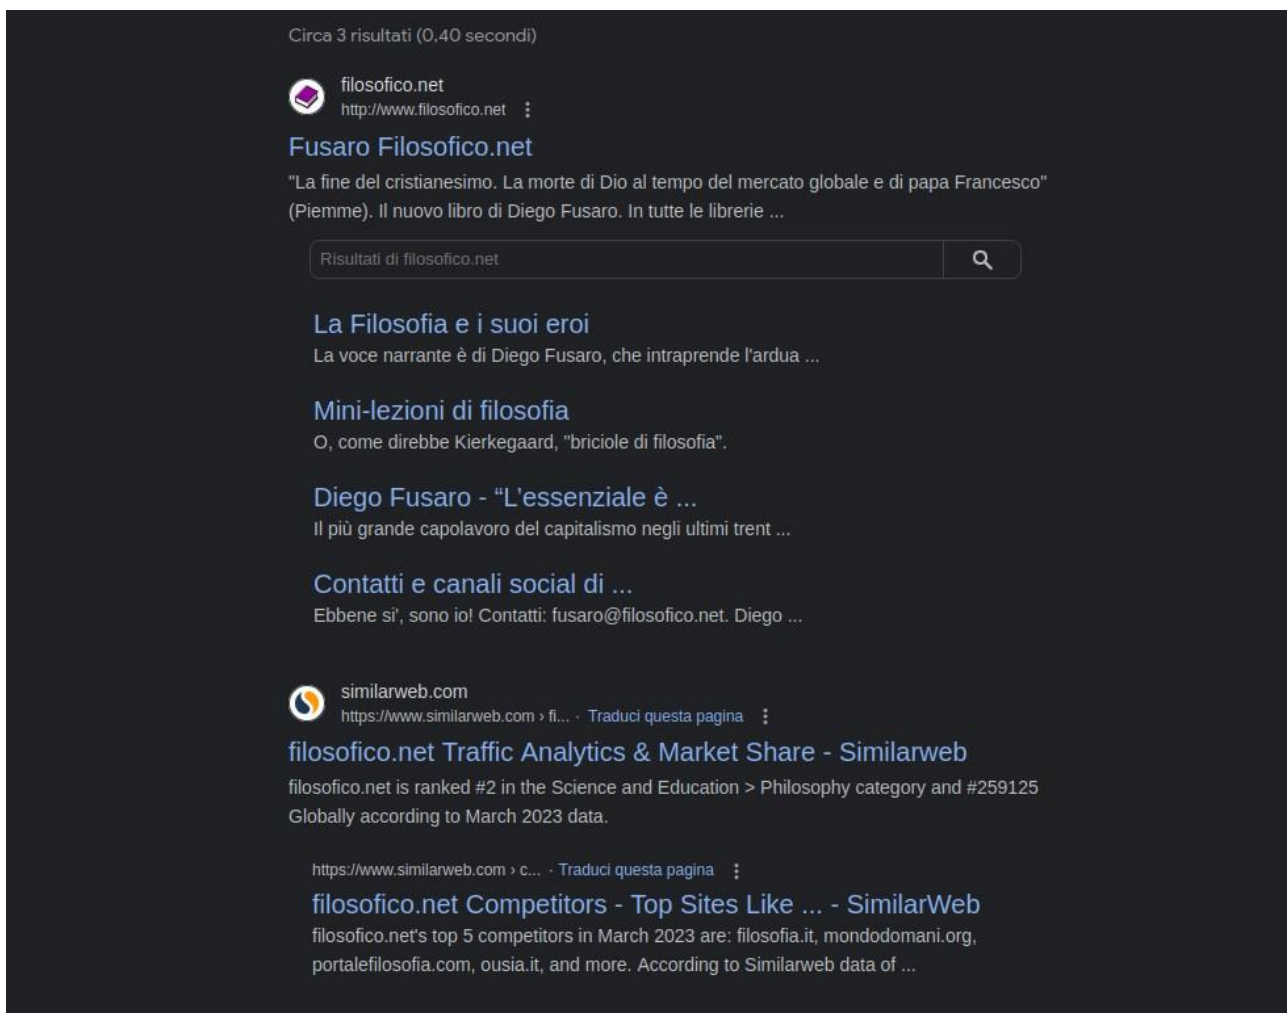 Circa 3 risultati (0,40 secondi)
filosofico.net
http://www.filosofico.net
Fusaro Filosofico.net
"La fine del cristianesimo. La morte di Dio al tempo del mercato globale e di papa Francesco"
(Piemme). Il nuovo libro di Diego Fusaro. In tutte le librerie ...
Risultati di filosofico.net
La Filosofia e i suoi eroi
La voce narrante è di Diego Fusaro, che intraprende l'ardua ...
Mini-lezioni di filosofia
O, come direbbe Kierkegaard, "briciole di filosofia".
Diego Fusaro - “L'essenziale è ...
Il più grande capolavoro del capitalismo negli ultimi trent ...
Contatti e canali social di ...
Ebbene si', sono io! Contatti: fusaro@filosofico.net. Diego ...
similarweb.com
https://www.similarweb.com › fi... · Traduci questa pagina
filosofico.net Traffic Analytics & Market Share - Similarweb
filosofico.net is ranked #2 in the Science and Education > Philosophy category and #259125
Globally according to March 2023 data.
https://www.similarweb.com › c... · Traduci questa pagina
filosofico.net Competitors - Top Sites Like ... - SimilarWeb
filosofico.net's top 5 competitors in March 2023 are: filosofia.it, mondodomani.org,
portalefilosofia.com, ousia.it, and more. According to Similarweb data of ...